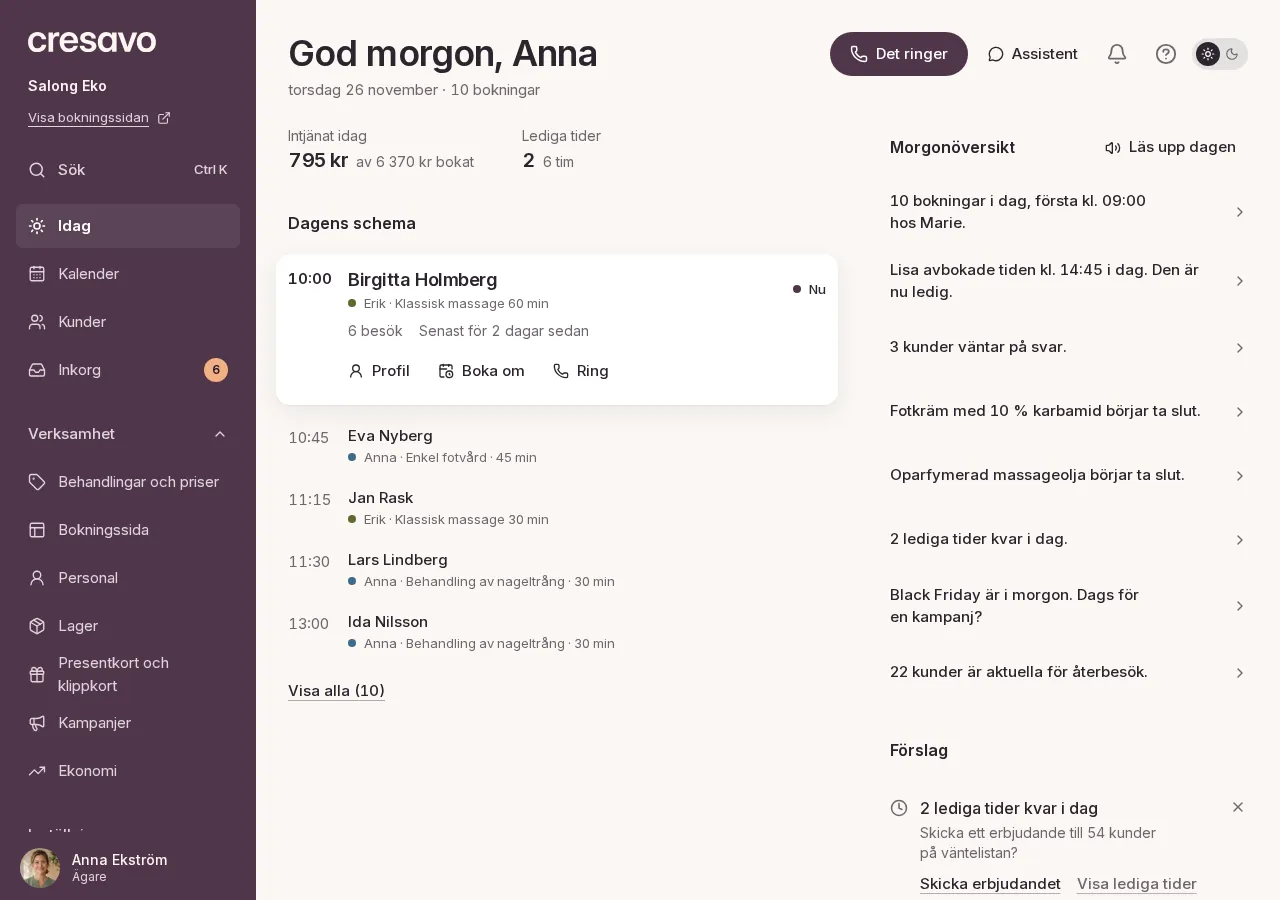 cresavo
Salong Eko
Visa bokningssidan
Sök
Ctrl K
Idag
Kalender
Kunder
Inkorg
6
Verksamhet
Behandlingar och priser
Bokningssida
Personal
Lager
Presentkort och
klippkort
Kampanjer
Ekonomi
Anna Ekström
Ägare
God morgon, Anna
torsdag 26 november · 10 bokningar
Det ringer
Assistent
Intjänat idag
795 kr av 6 370 kr bokat
Lediga tider
2 6 tim
Dagens schema
10:00
Birgitta Holmberg
Erik · Klassisk massage 60 min
6 besök Senast för 2 dagar sedan
Nu
Profil
Boka om
Ring
10:45
Eva Nyberg
Anna · Enkel fotvård · 45 min
11:15
Jan Rask
Erik · Klassisk massage 30 min
11:30
Lars Lindberg
Anna · Behandling av nageltrång · 30 min
13:00
Ida Nilsson
Anna · Behandling av nageltrång · 30 min
Visa alla (10)
Morgonöversikt
Läs upp dagen
10 bokningar i dag, första kl. 09:00
hos Marie.
Lisa avbokade tiden kl. 14:45 i dag. Den är
nu ledig.
3 kunder väntar på svar.
Fotkräm med 10 % karbamid börjar ta slut.
Oparfymerad massageolja börjar ta slut.
2 lediga tider kvar i dag.
Black Friday är i morgon. Dags för
en kampanj?
22 kunder är aktuella för återbesök.
Förslag
2 lediga tider kvar i dag
Skicka ett erbjudande till 54 kunder
på väntelistan?
Skicka erbjudandet
Visa lediga tider